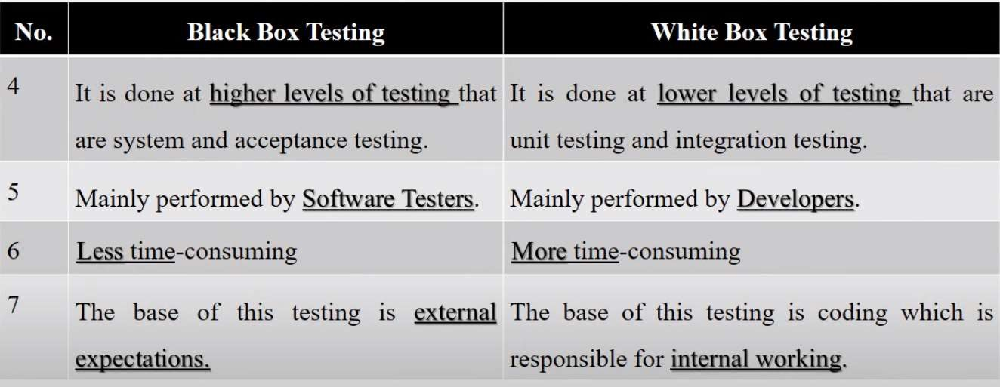 No. Black Box Testing White Box Testing
4 It is done at higher levels of testing that It is done at lower levels of testing that are
are system and acceptance testing. unit testing and integration testing.
5 Mainly performed by Software Testers. Mainly performed by Developers.
6 Less time-consuming More time-consuming
7 The base of this testing is external The base of this testing is coding which is
expectations. responsible for internal working.